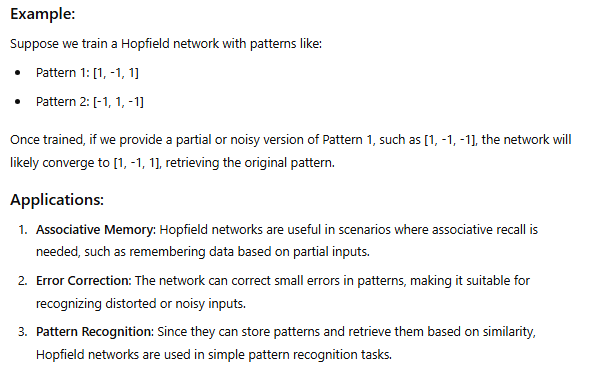 Example:
Suppose we train a Hopfield network with patterns like:
• Pattern 1: [1, -1, 1]
• Pattern 2: [-1, 1, -1]
Once trained, if we provide a partial or noisy version of Pattern 1, such as [1, -1, -1], the network will
likely converge to [1, -1, 1], retrieving the original pattern.
Applications:
1. Associative Memory: Hopfield networks are useful in scenarios where associative recall is
needed, such as remembering data based on partial inputs.
2. Error Correction: The network can correct small errors in patterns, making it suitable for
recognizing distorted or noisy inputs.
3. Pattern Recognition: Since they can store patterns and retrieve them based on similarity,
Hopfield networks are used in simple pattern recognition tasks.